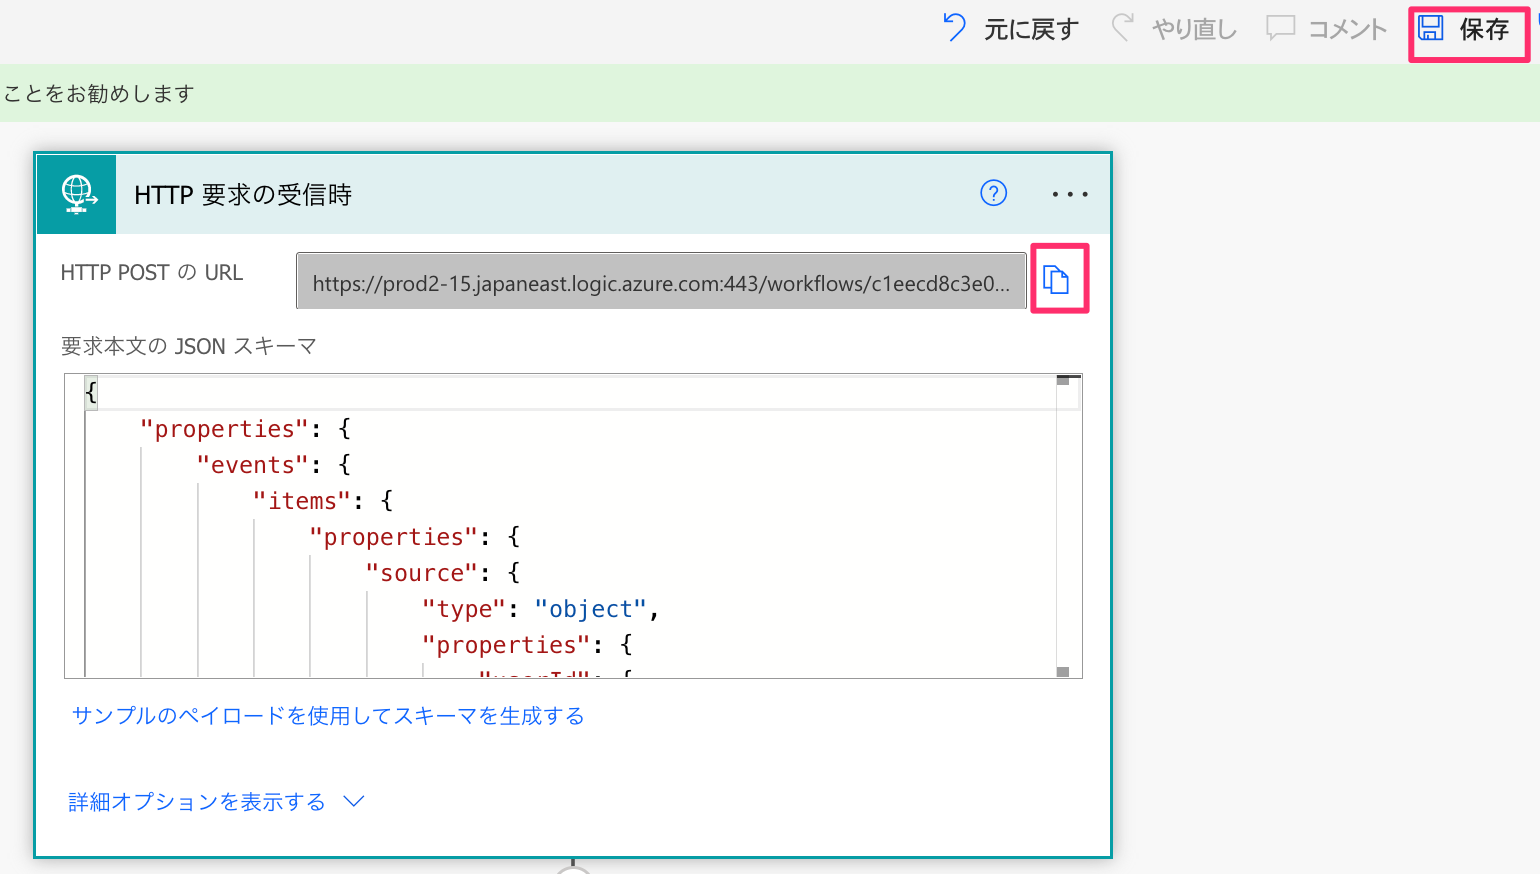 元に戻す やり直し コメント 保存
ことをお勧めします
HTTP 要求の受信時
HTTP POST の URL
https://prod2-15.japaneast.logic.azure.com:443/workflows/c1eecd8c3e0...
要求本文の JSON スキーマ
{
"properties": {
"events": {
"items": {
"properties": {
"source": {
"type": "object",
"properties": {
"userId": {
サンプルのペイロードを使用してスキーマを生成する
詳細オプションを表示する